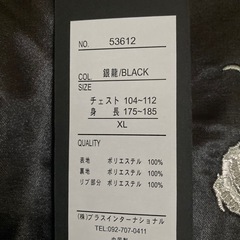 NO. 53612
COL. 銀龍/BLACK
SIZE
チェスト 104~112
身 長 175~185
XL
QUALITY
表地 ポリエステル 100%
裏地 ポリエステル 100%
リブ部分 ポリエステル 100%
(株)プラスインターナショナル
TEL:092-707-0411